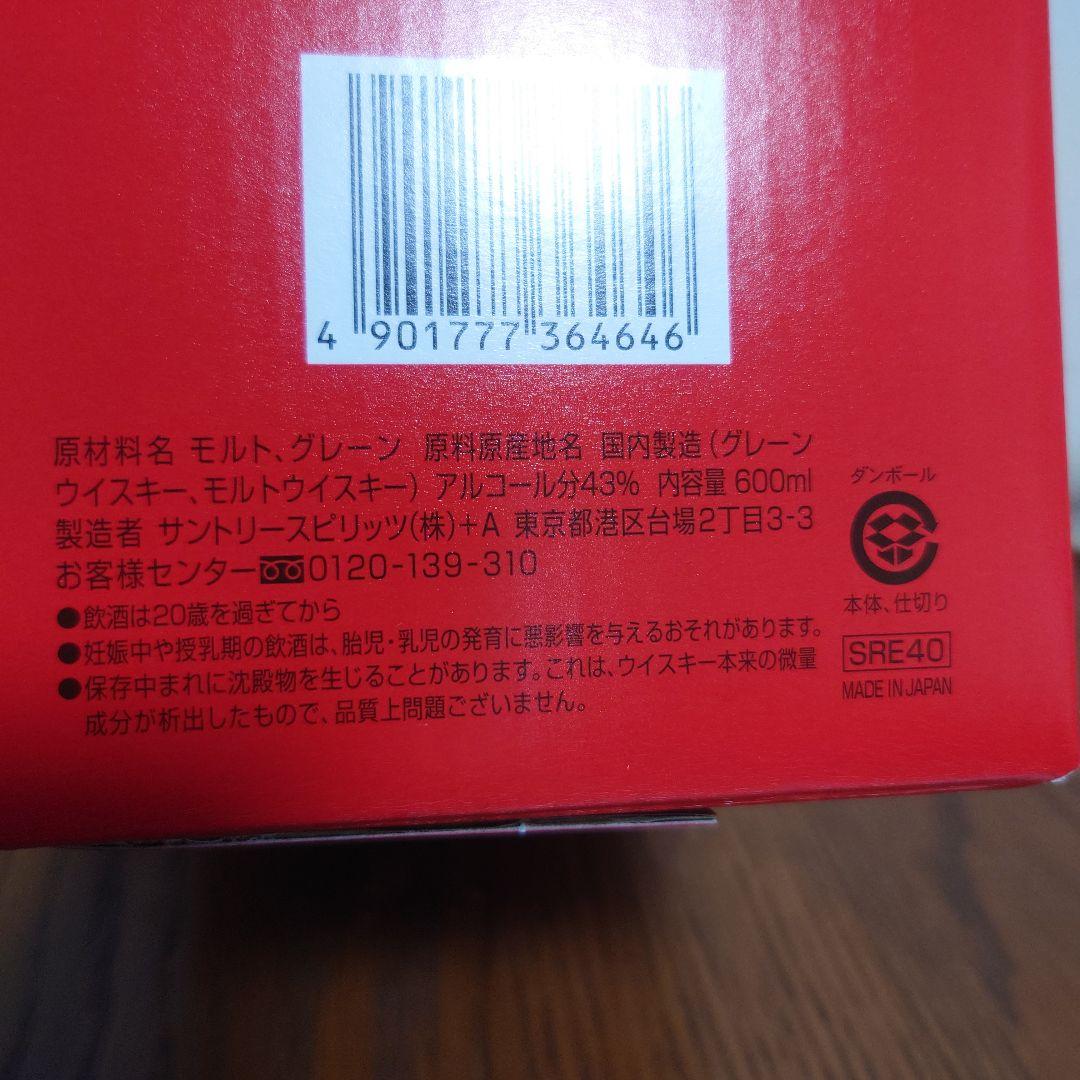 4 901777 364646
原材料名 モルト、グレーン 原料原産地名 国内製造(グレーン
ウイスキー、モルトウイスキー) アルコール分43% 内容量 600ml
製造者 サントリースピリッツ(株)+A 東京都港区台場2丁目3-3
お客様センター 0120-139-310
●飲酒は20歳を過ぎてから
●妊娠中や授乳期の飲酒は、胎児・乳児の発育に悪影響を与えるおそれがあります。
●保存中まれに沈殿物を生じることがあります。これは、ウイスキー本来の微量
成分が析出したもので、品質上問題ございません。
ダンボール
本体、仕切り
SRE40
MADE IN JAPAN